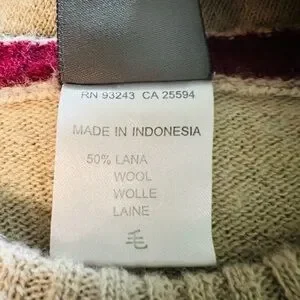 RN 93243 CA 25594
MADE IN INDONESIA
50% LANA
WOOL
WOLLE
LAINE
毛